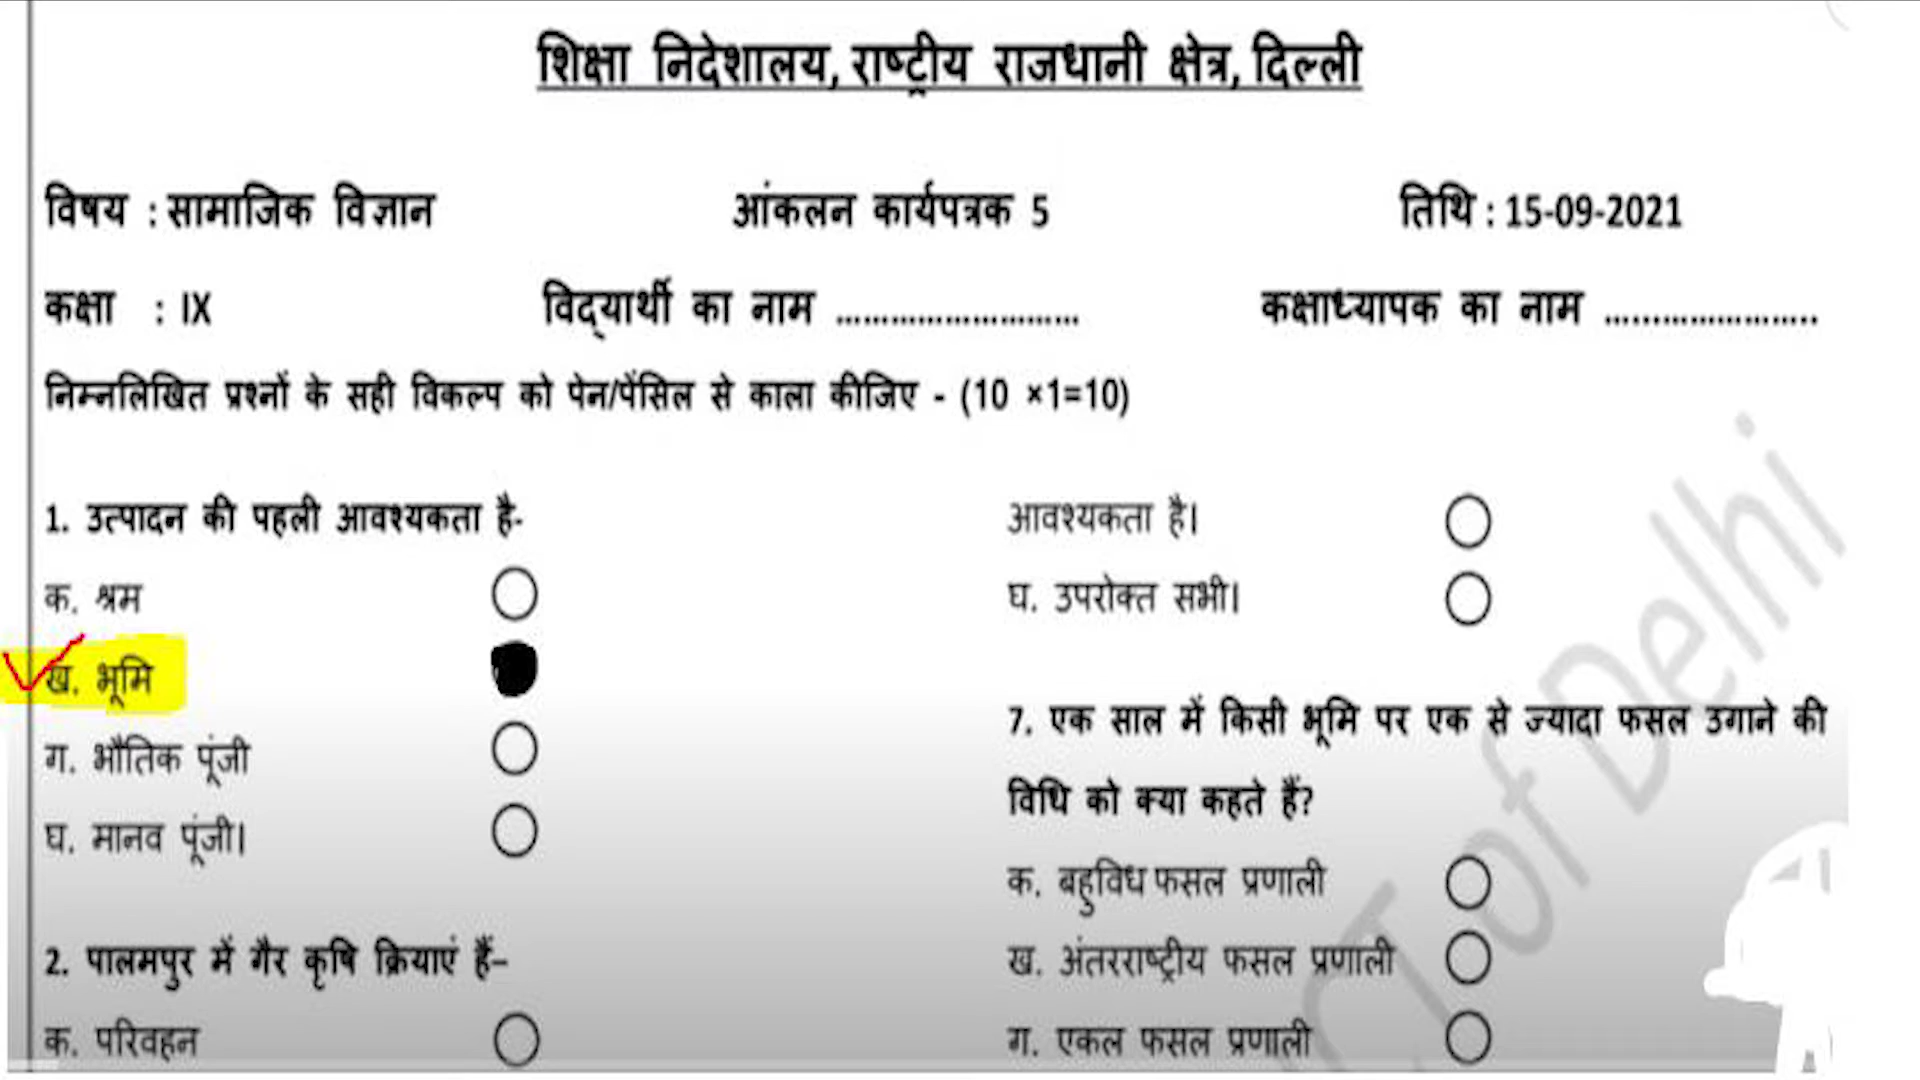 शिक्षा निदेशालय, राष्ट्रीय राजधानी क्षेत्र, दिल्ली
विषय : सामाजिक विज्ञान आंकलन कार्यपत्रक 5 तिथि : 15-09-2021
कक्षा : IX विद्यार्थी का नाम ........................... कक्षाध्यापक का नाम ........................
निम्नलिखित प्रश्नों के सही विकल्प को पेन/पेंसिल से काला कीजिए - (10 ×1=10)
1. उत्पादन की पहली आवश्यकता है-
क. श्रम
ख. भूमि
ग. भौतिक पूंजी
घ. मानव पूंजी।
2. पालमपुर में गैर कृषि क्रियाएं हैं–
क. परिवहन
आवश्यकता है।
घ. उपरोक्त सभी।
7. एक साल में किसी भूमि पर एक से ज्यादा फसल उगाने की
विधि को क्या कहते हैं?
क. बहुविध फसल प्रणाली
ख. अंतरराष्ट्रीय फसल प्रणाली
ग. एकल फसल प्रणाली
of Delhi